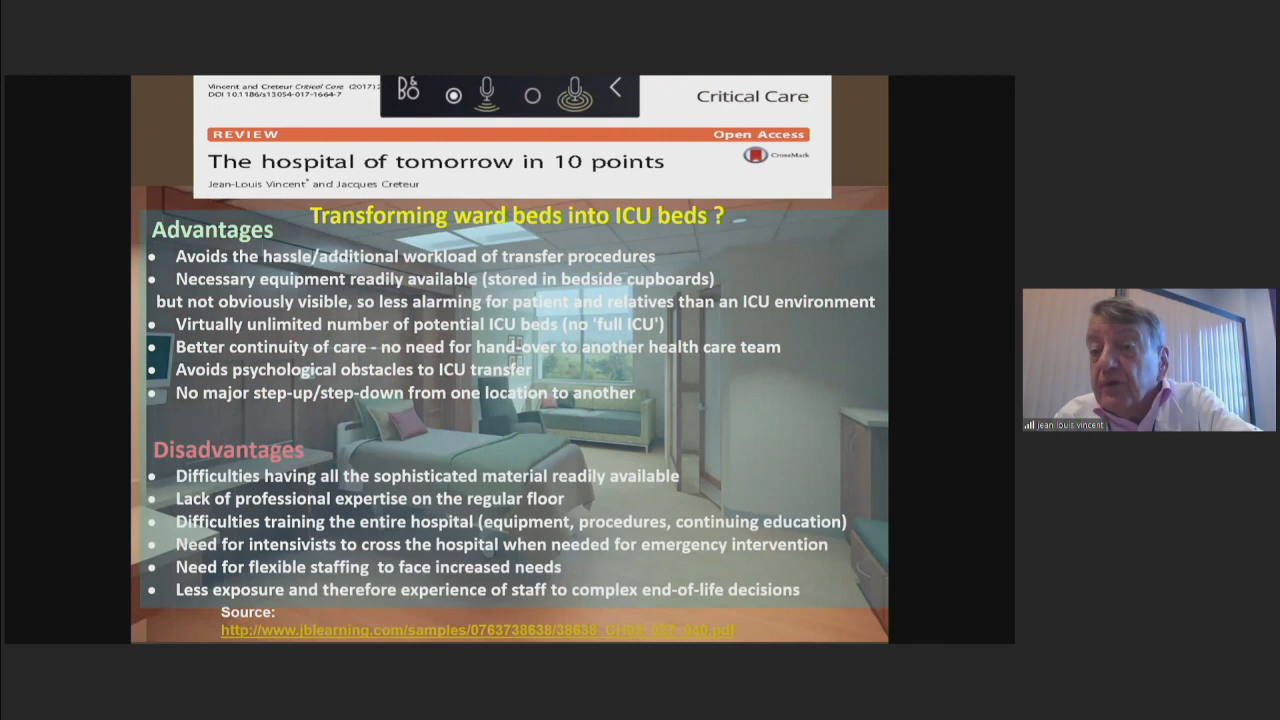 Vincent and Creteur Critical Care (2017)
DOI 10.1186/s13054-017-1664-7
B&O
Critical Care
REVIEW
Open Access
The hospital of tomorrow in 10 points
CrossMark
Jean-Louis Vincent* and Jacques Creteur
Transforming ward beds into ICU beds ?
Advantages
• Avoids the hassle/additional workload of transfer procedures
• Necessary equipment readily available (stored in bedside cupboards)
but not obviously visible, so less alarming for patient and relatives than an ICU environment
• Virtually unlimited number of potential ICU beds (no 'full ICU')
• Better continuity of care - no need for hand-over to another health care team
• Avoids psychological obstacles to ICU transfer
• No major step-up/step-down from one location to another
Disadvantages
• Difficulties having all the sophisticated material readily available
• Lack of professional expertise on the regular floor
• Difficulties training the entire hospital (equipment, procedures, continuing education)
• Need for intensivists to cross the hospital when needed for emergency intervention
• Need for flexible staffing to face increased needs
• Less exposure and therefore experience of staff to complex end-of-life decisions
Source:
http://www.jblearning.com/samples/0763738638/38638_CH03_027_040.pdf
jean louis vincent